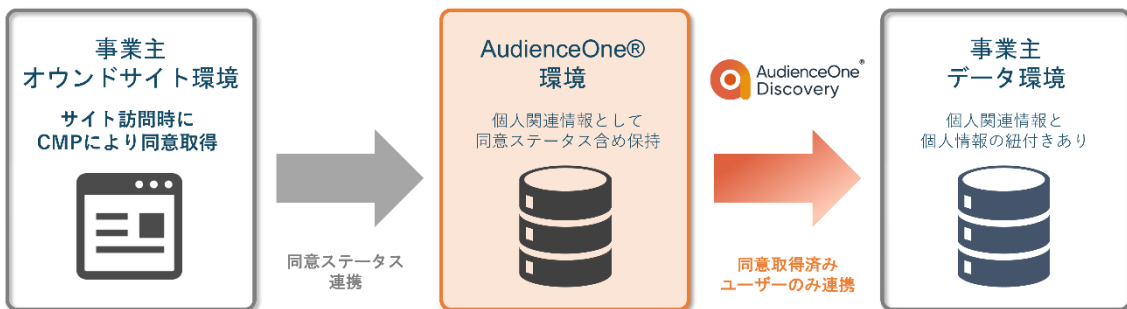 事業主
オウンドサイト環境
サイト訪問時に
CMPにより同意取得
同意ステータス
連携
AudienceOne®
環境
個人関連情報として
同意ステータス含め保持
AudienceOne®
Discovery
同意取得済み
ユーザーのみ連携
事業主
データ環境
個人関連情報と
個人情報の紐付きあり